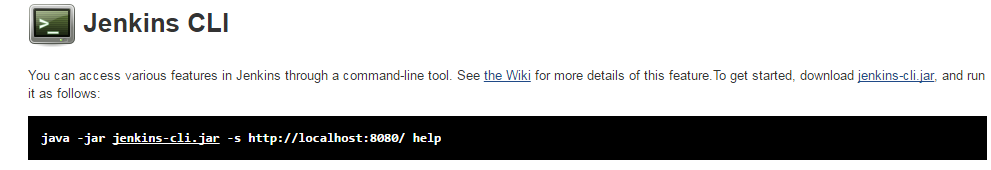 >_
Jenkins CLI
You can access various features in Jenkins through a command-line tool. See the Wiki for more details of this feature.To get started, download jenkins-cli.jar, and run
it as follows:
java -jar jenkins-cli.jar -s http://localhost:8080/ help